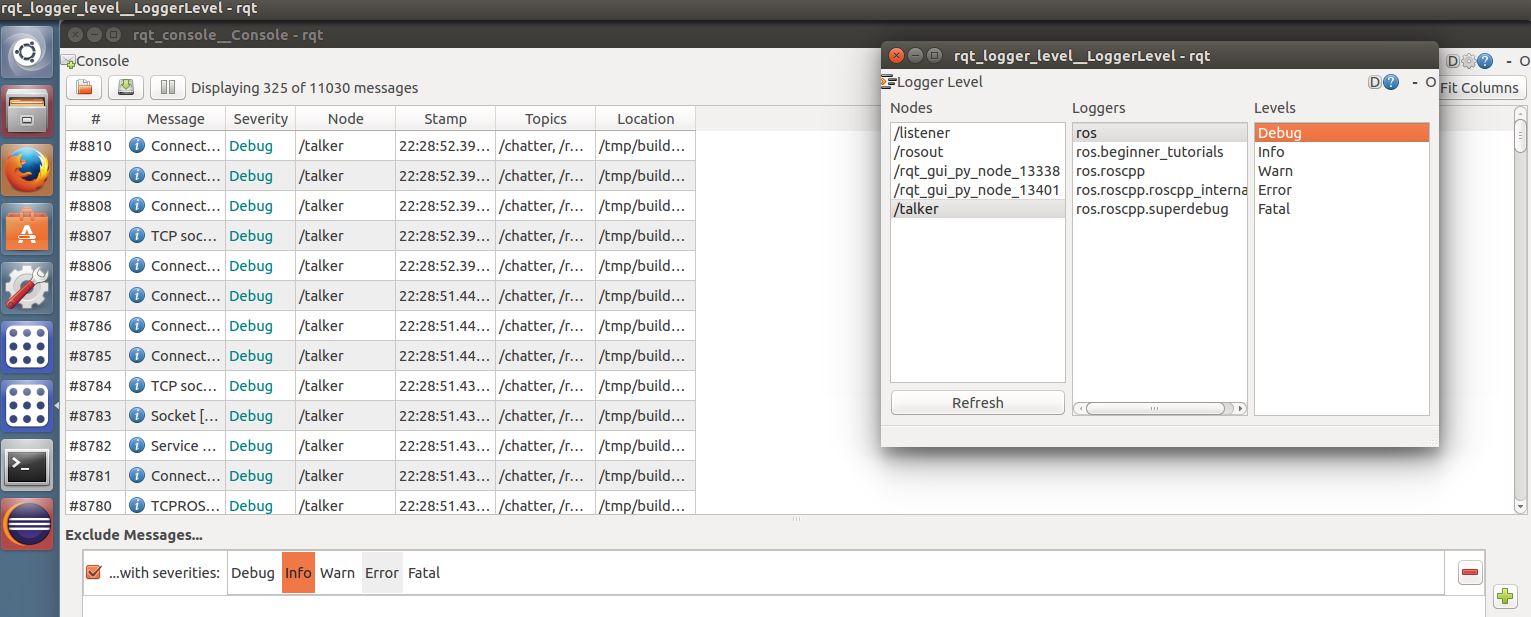 rqt_logger_level__LoggerLevel - rqt
rqt_console__Console - rqt
Console
D - O
Displaying 325 of 11030 messages
Fit Columns
# Message Severity Node Stamp Topics Location
#8810 Connect... Debug /talker 22:28:52.39... /chatter, /r... /tmp/build...
#8809 Connect... Debug /talker 22:28:52.39... /chatter, /r... /tmp/build...
#8808 Connect... Debug /talker 22:28:52.39... /chatter, /r... /tmp/build...
#8807 TCP soc... Debug /talker 22:28:52.39... /chatter, /r... /tmp/build...
#8806 Connect... Debug /talker 22:28:52.39... /chatter, /r... /tmp/build...
#8787 Connect... Debug /talker 22:28:51.44... /chatter, /r... /tmp/build...
#8786 Connect... Debug /talker 22:28:51.44... /chatter, /r... /tmp/build...
#8785 Connect... Debug /talker 22:28:51.44... /chatter, /r... /tmp/build...
#8784 TCP soc... Debug /talker 22:28:51.43... /chatter, /r... /tmp/build...
#8783 Socket [... Debug /talker 22:28:51.43... /chatter, /r... /tmp/build...
#8782 Service ... Debug /talker 22:28:51.43... /chatter, /r... /tmp/build...
#8781 Connect... Debug /talker 22:28:51.43... /chatter, /r... /tmp/build...
#8780 TCPROS... Debug /talker 22:28:51.43... /chatter, /r... /tmp/build...
Exclude Messages...
...with severities: Debug Info Warn Error Fatal
rqt_logger_level__LoggerLevel - rqt
Logger Level
D ? - O
Nodes
/listener
/rosout
/rqt_gui_py_node_13338
/rqt_gui_py_node_13401
/talker
Refresh
Loggers
ros
ros.beginner_tutorials
ros.roscpp
ros.roscpp.roscpp_interna
ros.roscpp.superdebug
Levels
Debug
Info
Warn
Error
Fatal